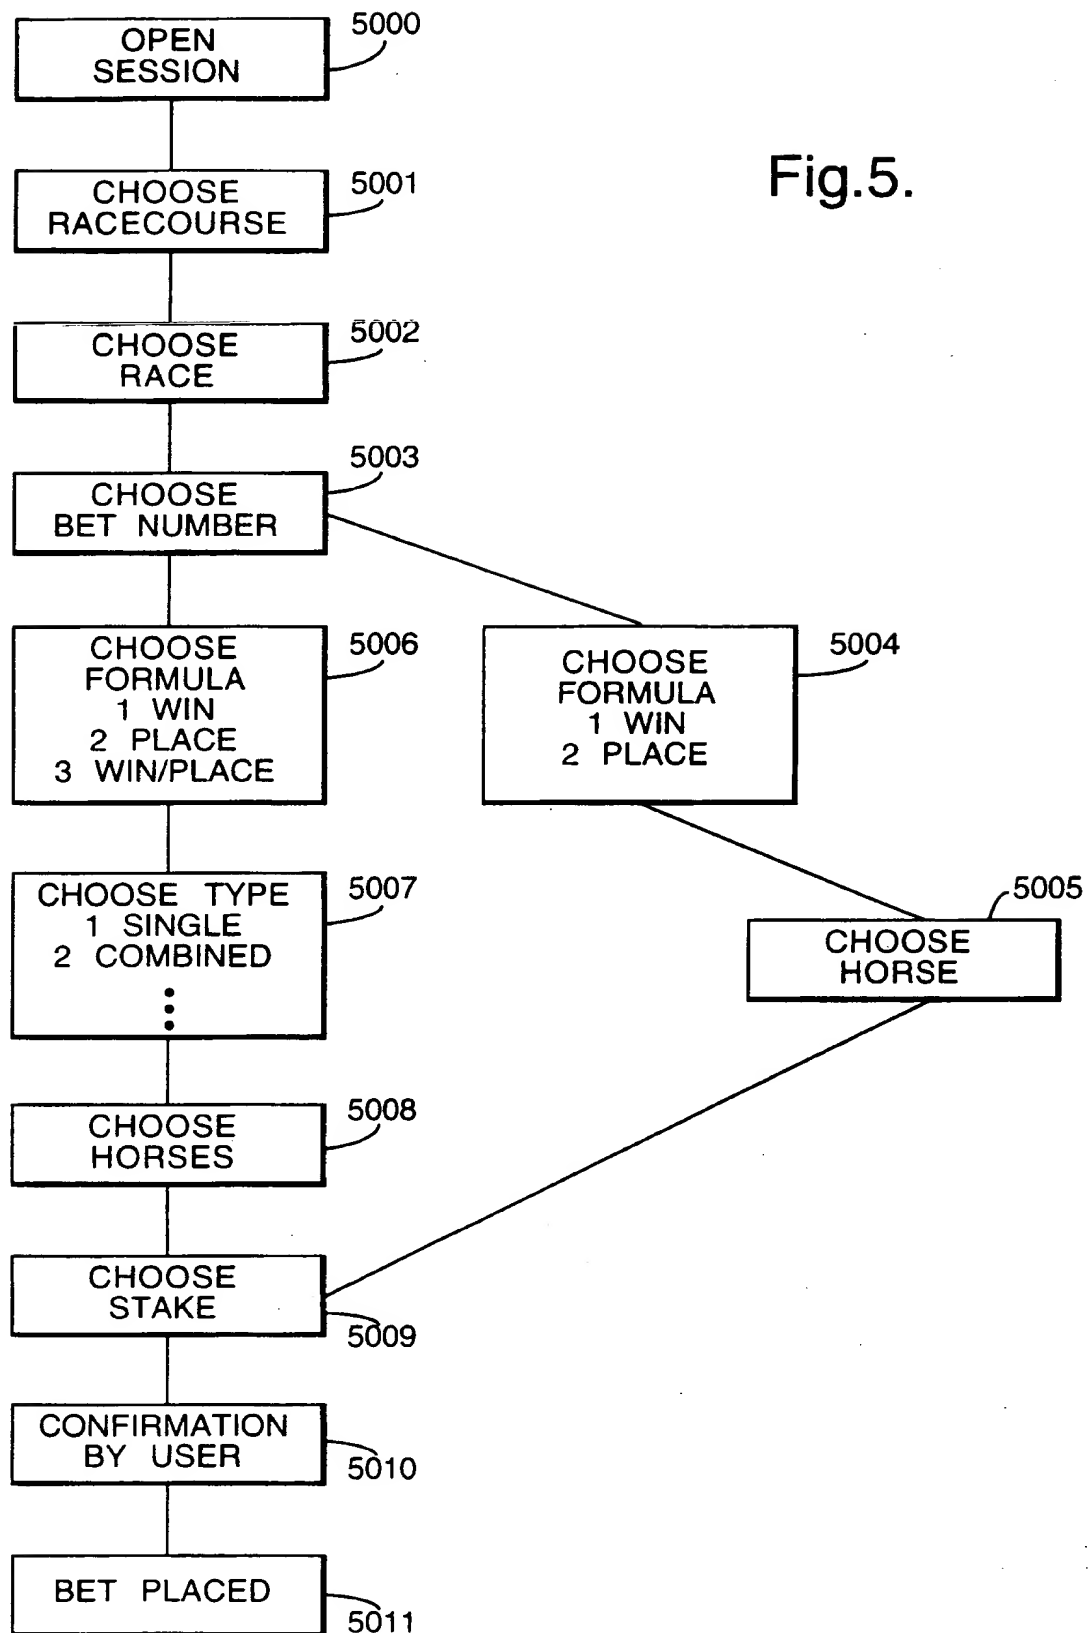 OPEN
SESSION
5000
Fig.5.
CHOOSE
RACECOURSE
5001
CHOOSE
RACE
5002
CHOOSE
BET NUMBER
5003
CHOOSE
FORMULA
1 WIN
2 PLACE
3 WIN/PLACE
5006
CHOOSE
FORMULA
1 WIN
2 PLACE
5004
CHOOSE TYPE
1 SINGLE
2 COMBINED
5007
CHOOSE
HORSE
5005
CHOOSE
HORSES
5008
CHOOSE
STAKE
5009
CONFIRMATION
BY USER
5010
BET PLACED
5011